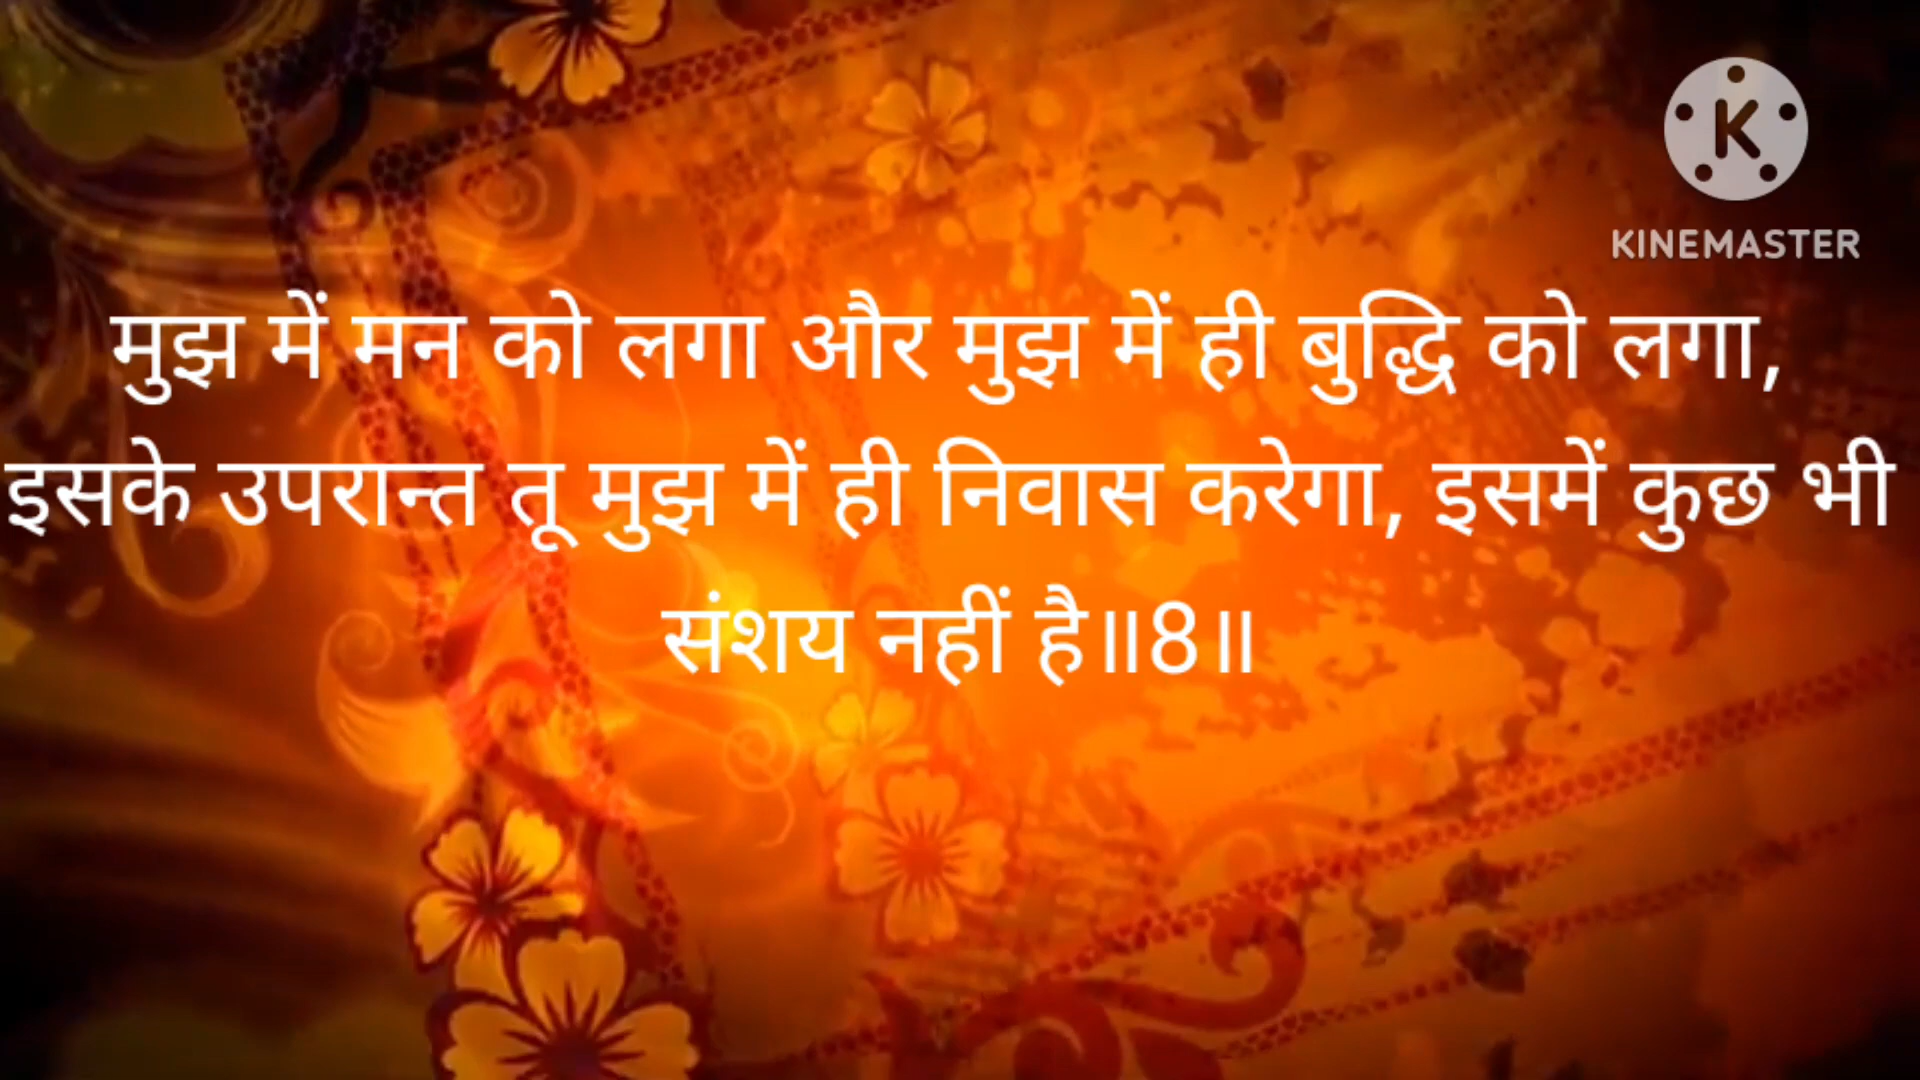 K
KINEMASTER
मुझ में मन को लगा और मुझ में ही बुद्धि को लगा,
इसके उपरान्त तू मुझ में ही निवास करेगा, इसमें कुछ भी
संशय नहीं है॥8॥